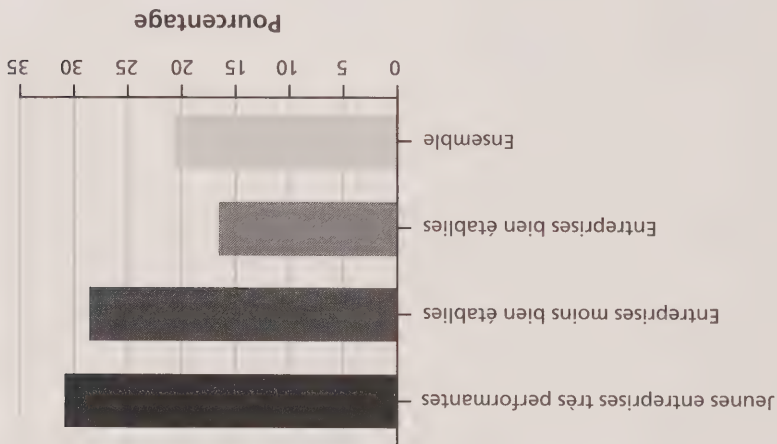 Jeunes entreprises très performantes
Entreprises moins bien établies
Entreprises bien établies
Ensemble
0 5 10 15 20 25 30 35
Pourcentage